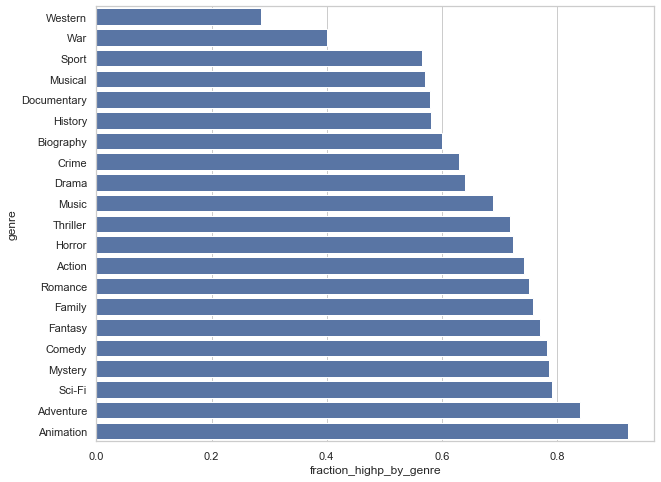 Western
War
Sport
Musical
Documentary
History
Biography
Crime
Drama
Music
Thriller
Horror
Action
Romance
Family
Fantasy
Comedy
Mystery
Sci-Fi
Adventure
Animation
genre
0.0 0.2 0.4 0.6 0.8
fraction_highp_by_genre